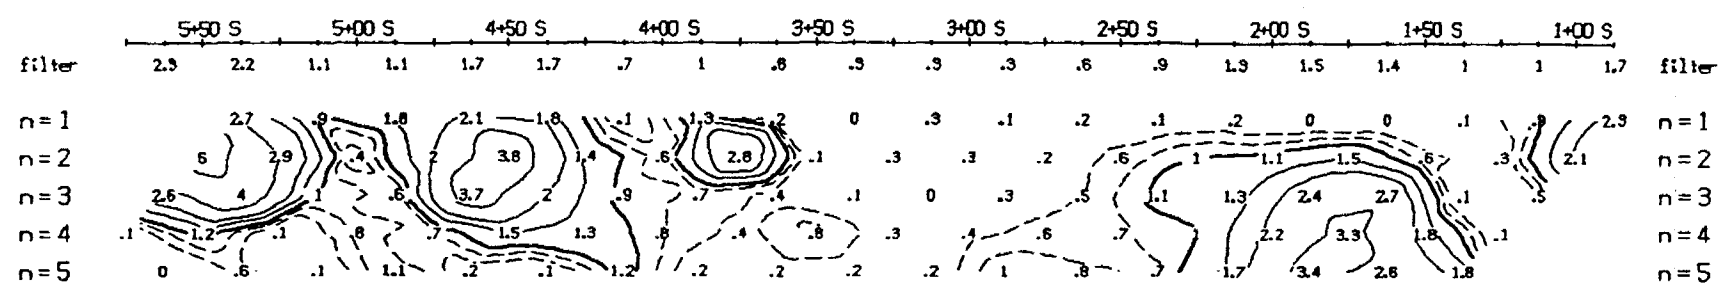 5+50 S 5+00 S 4+50 S 4+00 S 3+50 S 3+00 S 2+50 S 2+00 S 1+50 S 1+00 S
filter 2.3 2.2 1.1 1.1 1.7 1.7 .7 1 .6 .3 .3 .3 .6 .9 1.3 1.5 1.4 1 1 1.7 filter
n=1 2.7 .9 1.8 2.1 1.8 .1 1.3 .2 0 .3 .1 .2 .1 .2 0 0 .1 .9 2.3 n=1
n=2 6 2.9 .4 2 3.8 1.4 .6 2.8 .1 .3 .3 .2 .6 1 1.1 1.5 .6 .3 2.1 n=2
n=3 2.6 4 1 .6 3.7 2 .9 .7 .4 .1 0 .3 .5 1.1 1.3 2.4 2.7 .1 .5 n=3
n=4 .1 1.2 .1 .8 .7 1.5 1.3 .8 .4 .8 .3 .4 .6 .7 1 2.2 3.3 1.8 .1 n=4
n=5 0 .6 .1 1.1 .2 .1 1.2 .2 .2 .2 .2 1 .8 .7 1.7 3.4 2.6 1.8 n=5